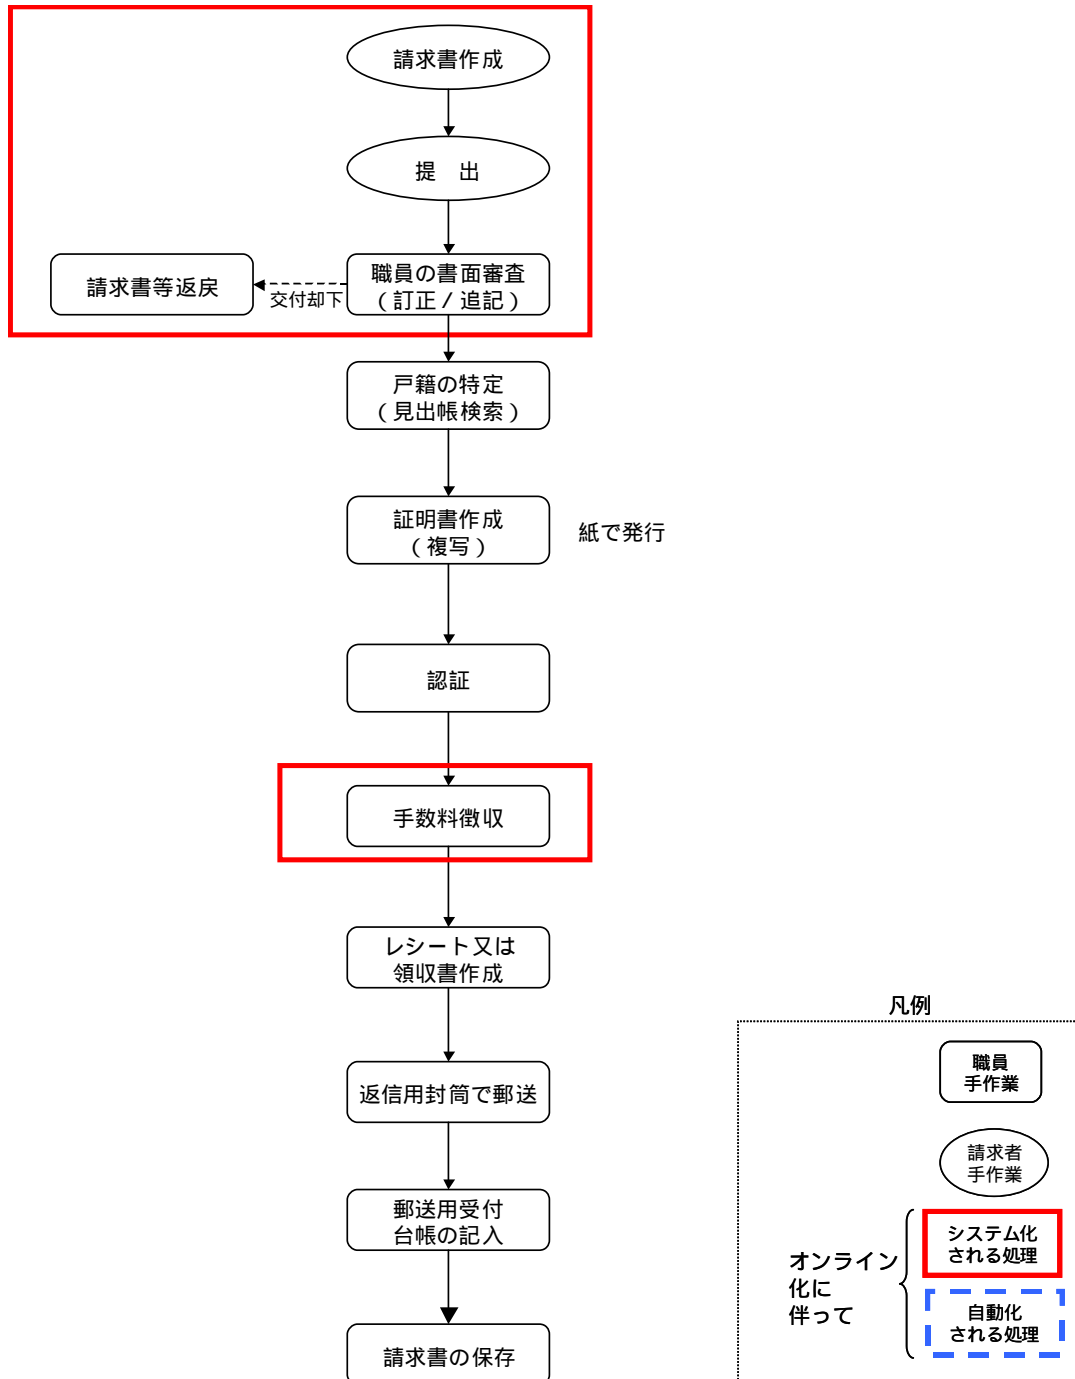 請求書作成
提　出
職員の書面審査
（訂正／追記）
交付却下
請求書等返戻
戸籍の特定
（見出帳検索）
証明書作成
（複写）
紙で発行
認証
手数料徴収
レシート又は
領収書作成
返信用封筒で郵送
郵送用受付
台帳の記入
請求書の保存
凡例
職員
手作業
請求者
手作業
オンライン
化に
伴って
システム化
される処理
自動化
される処理